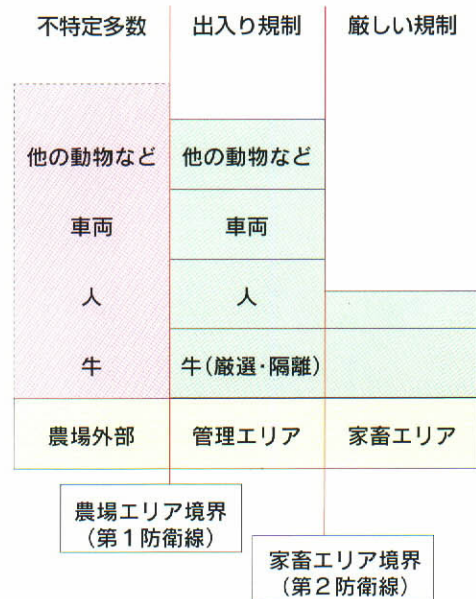 不特定多数 出入り規制 厳しい規制
他の動物など 他の動物など
車両 車両
人 人
牛 牛(厳選・隔離)
農場外部 管理エリア 家畜エリア
農場エリア境界
(第1防衛線)
家畜エリア境界
(第2防衛線)